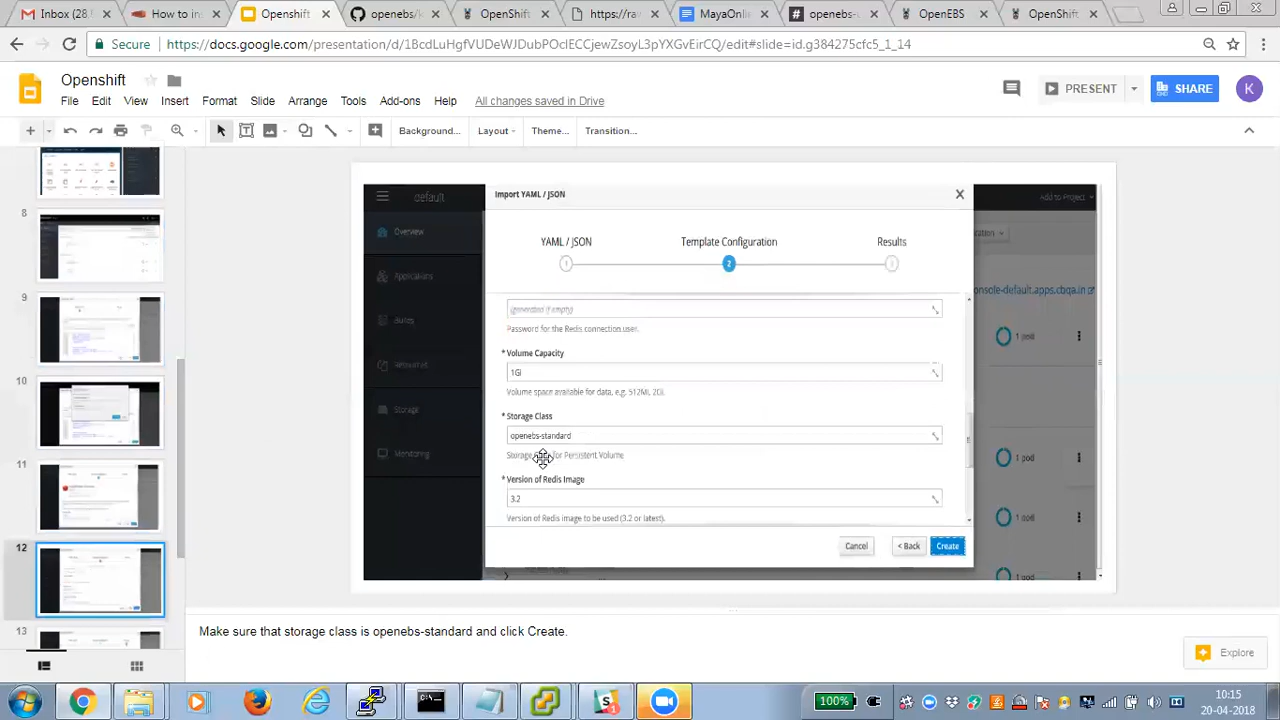 Inbox (28
How to
Openshift
openebs/
OpenShift
https://
MayaOnli
openebs-
OpenEBS
OpenShift
Secure
https://docs.google.com/presentation/d/1BcdLuHgfVUDeWJDubPOcIECCjewZsoyL3pYXGvEirCQ/edit#slide=id.g384275cfc5_1_14
Openshift
File Edit View Insert Format Slide Arrange Tools Add-ons Help All changes saved in Drive
PRESENT
SHARE
K
Background... Layout Theme... Transition...
8
9
10
11
12
13
default
Import YAML / JSON
Add to Project
Overview
YAML / JSON
Template Configuration
Results
1
2
Applications
Builds
Resources
Storage
Monitoring
onsole-default.apps.cbqa.in
(generated if empty)
Password for the Redis connection user.
* Volume Capacity
1Gi
Volume space available for data, e.g. 512Mi, 2Gi.
* Storage Class
openebs-standard
Storage for Persistent Volume
* Version of Redis Image
3.2
Version of Redis image to be used (3.2 or latest).
1 pod
1 pod
1 pod
1 pod
Cancel
< Back
Create
Make sure that storage class is openebs-standard and click Create.
Explore
100%
10:15
20-04-2018